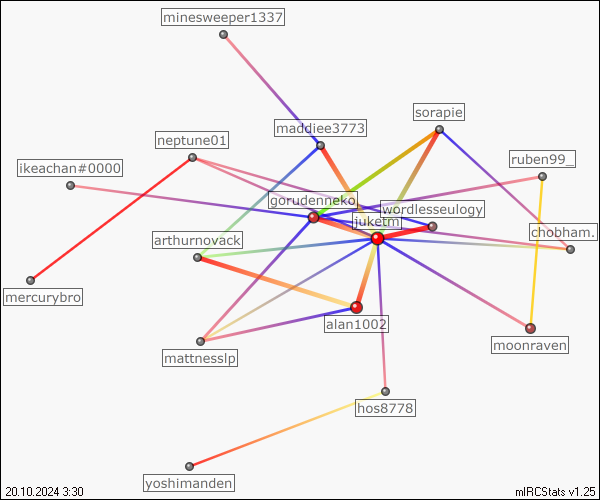 minesweeper1337
sorapie
maddiee3773
neptune01
ruben99_
ikeachan#0000
gorudenneko
wordlesseulogy
juketm
chobham.
arthurnovack
mercurybro
alan1002
moonraven
mattnesslp
hos8778
yoshimanden
20.10.2024 3:30
mIRCStats v1.25